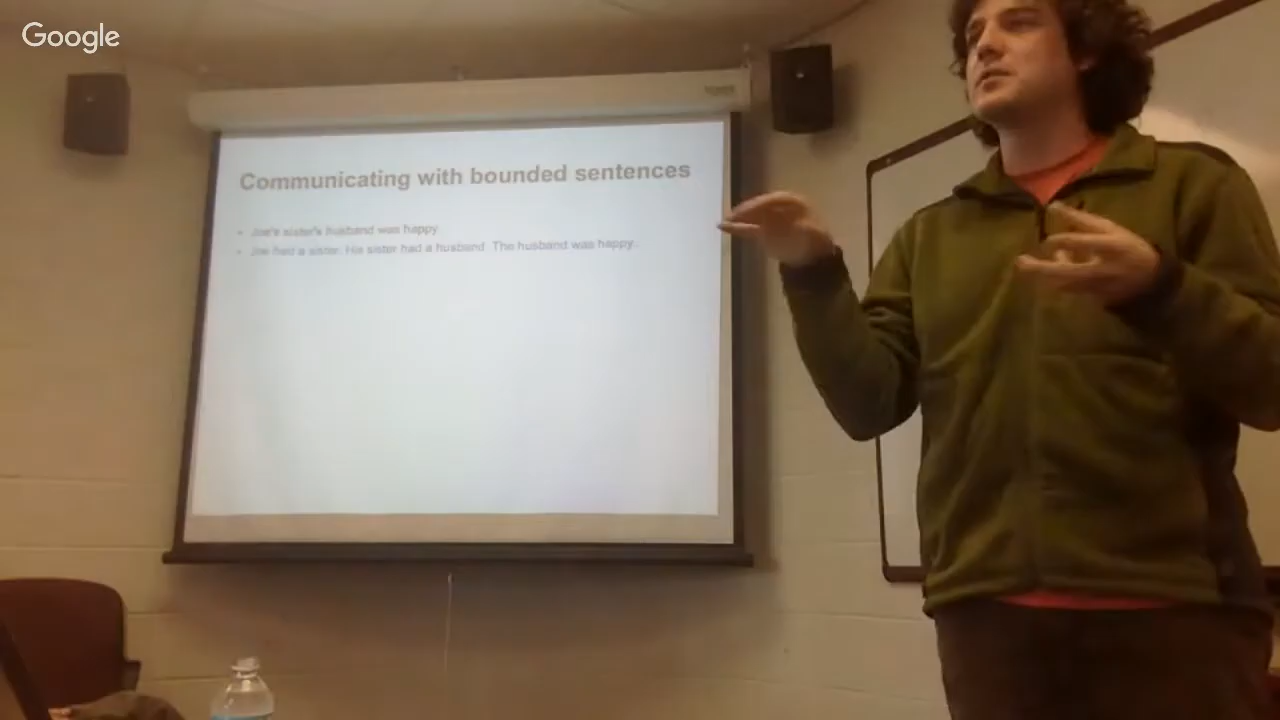 Google
Communicating with bounded sentences
Joe's sister's husband was happy
Joe had a sister. His sister had a husband. The husband was happy.